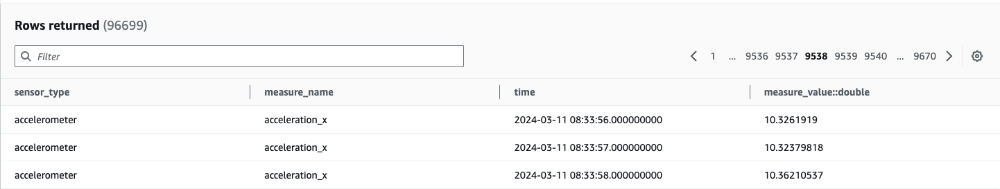 Rows returned (96699)
Filter
1 ... 9536 9537 9538 9539 9540 ... 9670
sensor_type measure_name time measure_value::double
accelerometer acceleration_x 2024-03-11 08:33:56.000000000 10.3261919
accelerometer acceleration_x 2024-03-11 08:33:57.000000000 10.32379818
accelerometer acceleration_x 2024-03-11 08:33:58.000000000 10.36210537